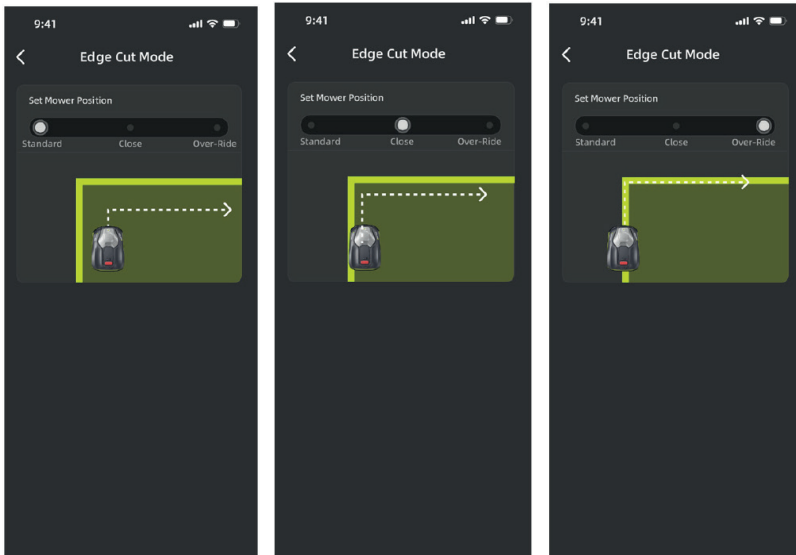 9:41
Edge Cut Mode
Set Mower Position
Standard Close Over-Ride
9:41
Edge Cut Mode
Set Mower Position
Standard Close Over-Ride
9:41
Edge Cut Mode
Set Mower Position
Standard Close Over-Ride